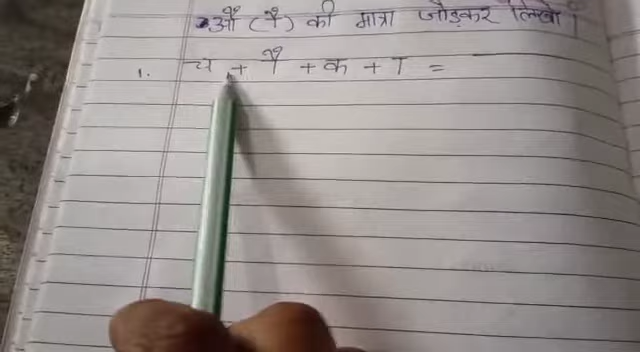 औ (ौ) की मात्रा जोड़कर लिखो।
1. च + ौ + क + ा =